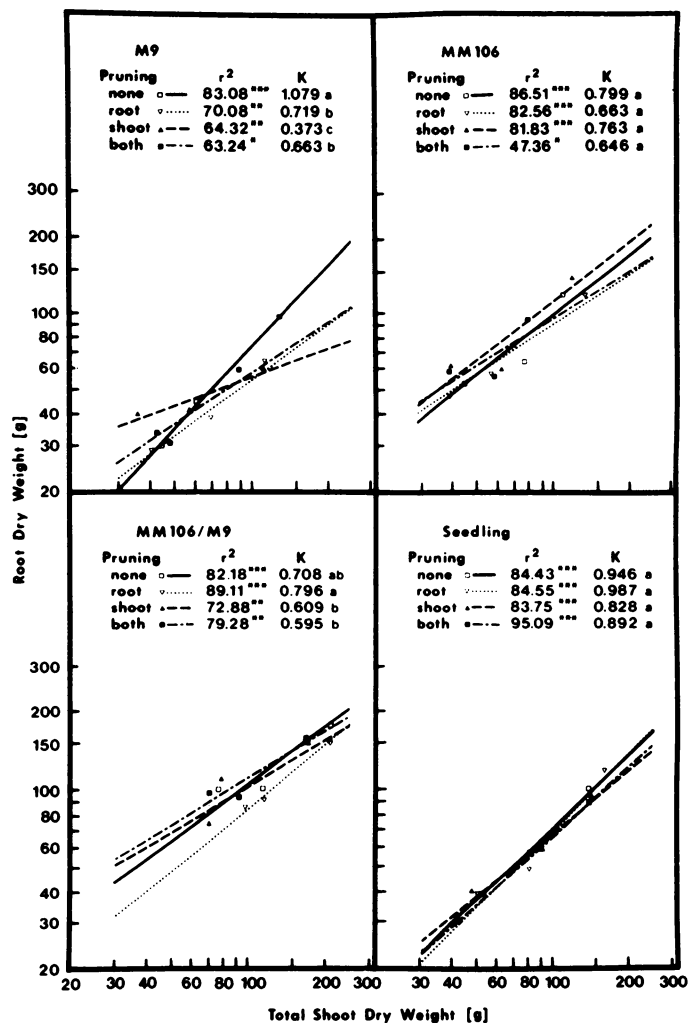 M9
Pruning r² K
none 83.08*** 1.079 a
root 70.08** 0.719 b
shoot 64.32** 0.373 c
both 63.24* 0.663 b
MM106
Pruning r² K
none 86.51*** 0.799 a
root 82.56*** 0.663 a
shoot 81.83*** 0.763 a
both 47.36* 0.646 a
300
200
150
100
80
60
40
30
20
MM106/M9
Pruning r² K
none 82.18*** 0.708 ab
root 89.11*** 0.796 a
shoot 72.88** 0.609 b
both 79.28** 0.595 b
Seedling
Pruning r² K
none 84.43*** 0.946 a
root 84.55*** 0.987 a
shoot 83.75*** 0.828 a
both 95.09*** 0.892 a
300
200
150
100
80
60
40
30
20
Root Dry Weight [g]
20 30 40 60 100 200 300
30 40 60 100 200 300
Total Shoot Dry Weight [g]